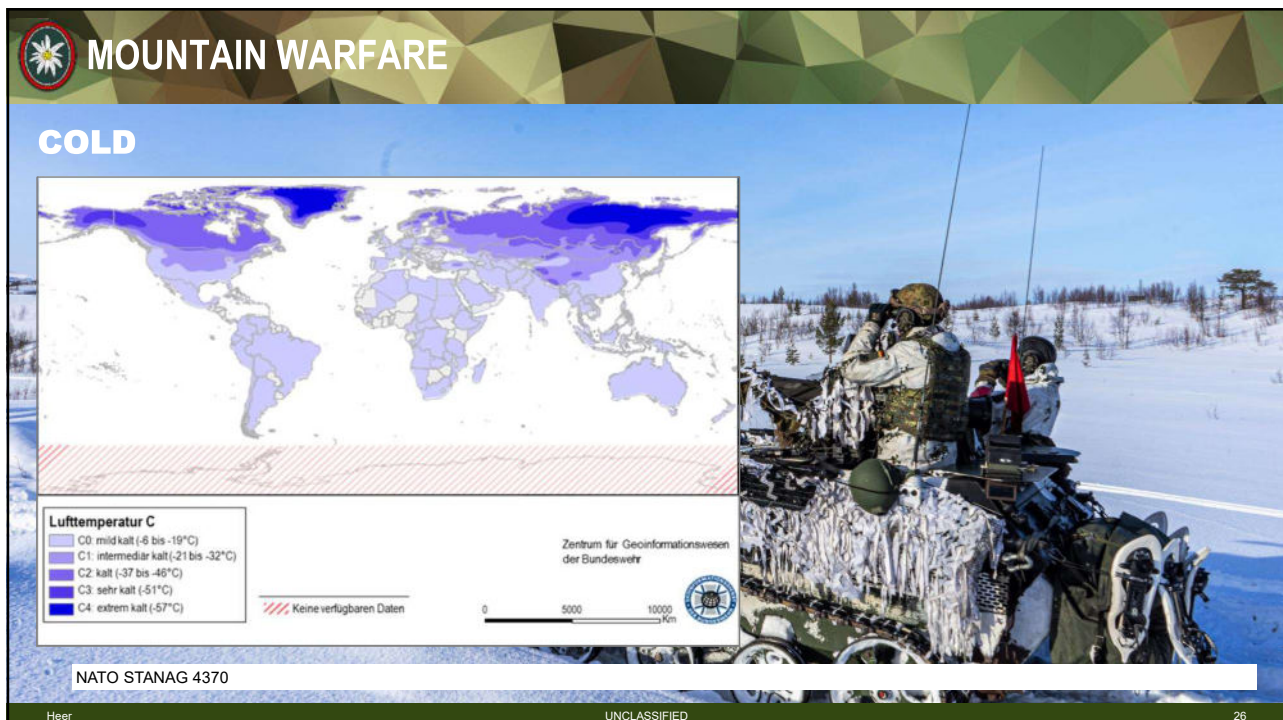 MOUNTAIN WARFARE
COLD
Lufttemperatur C
C0: mild kalt (-6 bis -19°C)
C1: intermediär kalt (-21 bis -32°C)
C2: kalt (-37 bis -46°C)
C3: sehr kalt (-51°C)
C4: extrem kalt (-57°C)
Keine verfügbaren Daten
Zentrum für Geoinformationswesen
der Bundeswehr
0 5000 10000
Km
NATO STANAG 4370
Heer UNCLASSIFIED 26